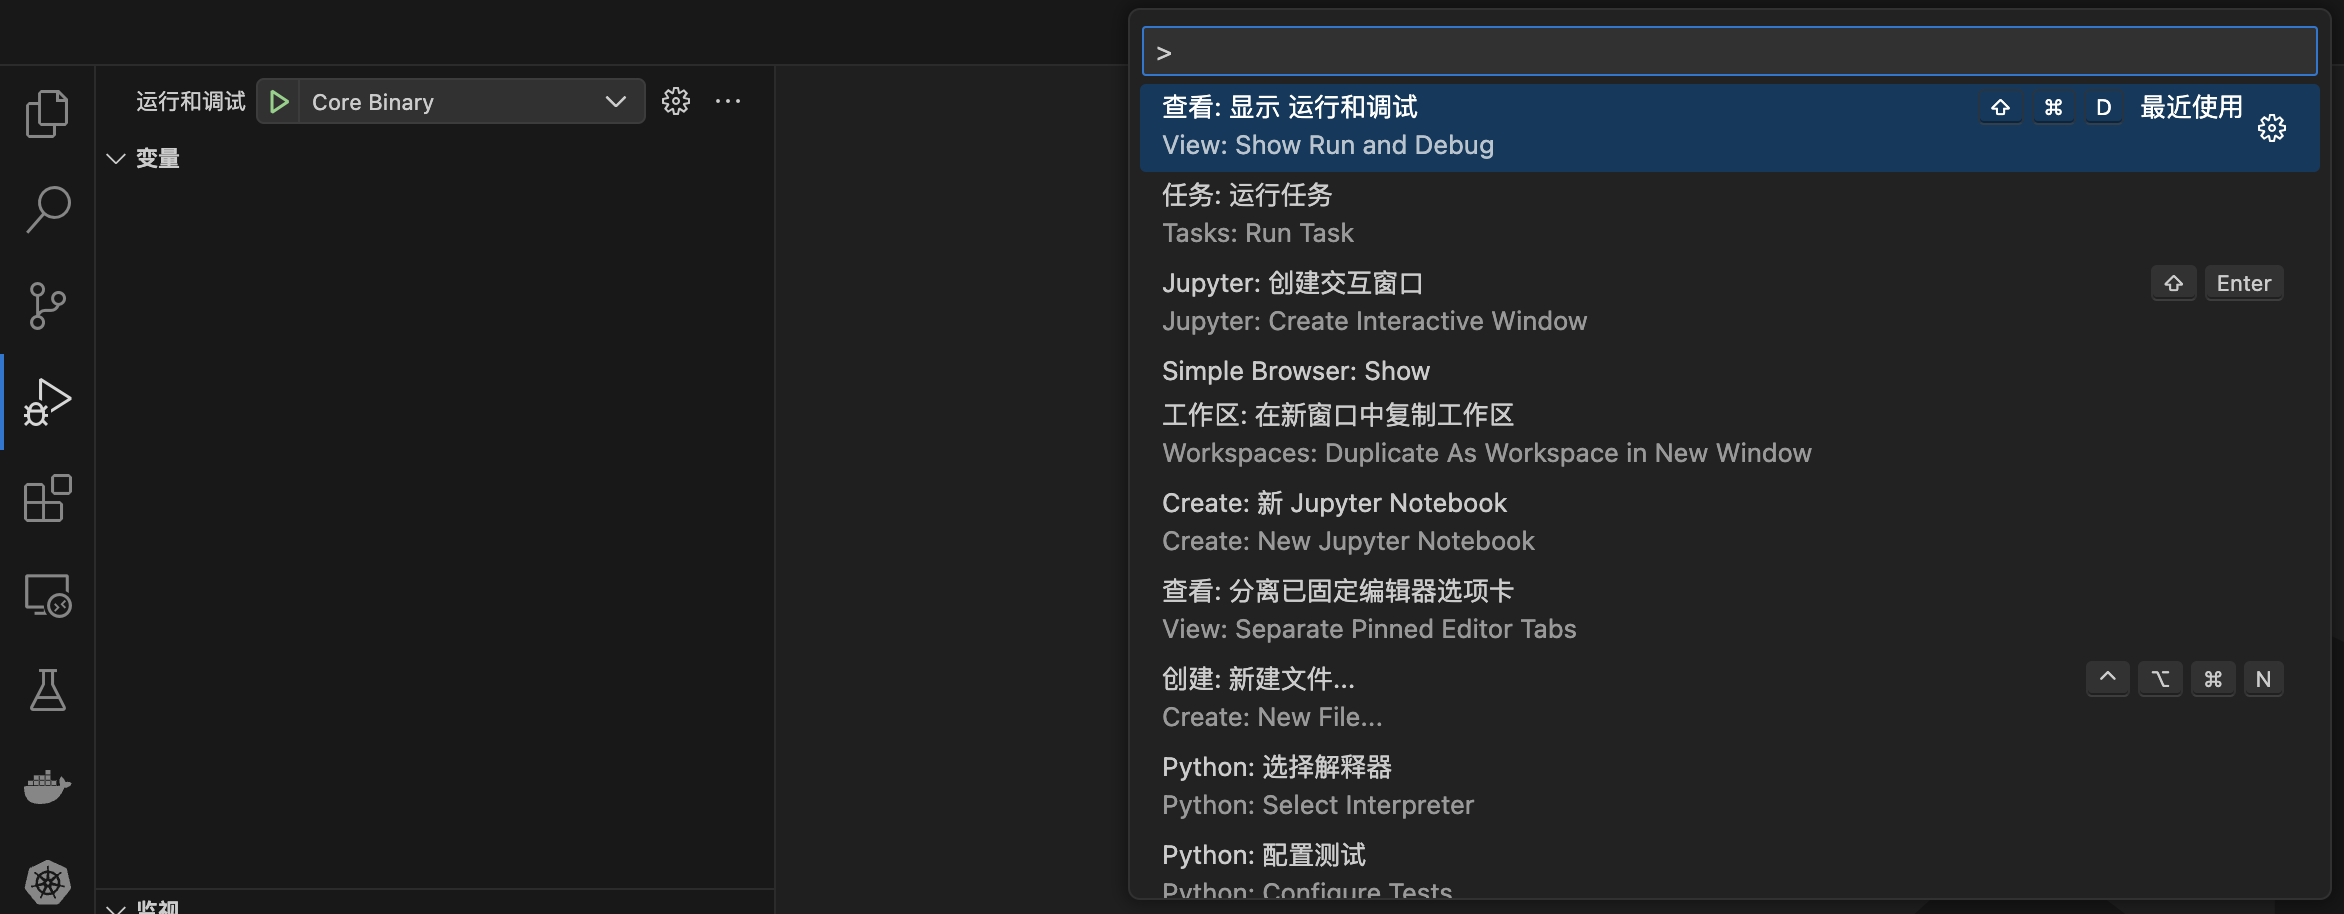 运行和调试
Core Binary
变量
监视
>
查看: 显示 运行和调试
⇧ ⌘ D 最近使用
View: Show Run and Debug
任务: 运行任务
Tasks: Run Task
Jupyter: 创建交互窗口
⇧ Enter
Jupyter: Create Interactive Window
Simple Browser: Show
工作区: 在新窗口中复制工作区
Workspaces: Duplicate As Workspace in New Window
Create: 新 Jupyter Notebook
Create: New Jupyter Notebook
查看: 分离已固定编辑器选项卡
View: Separate Pinned Editor Tabs
创建: 新建文件...
⌃ ⌥ ⌘ N
Create: New File...
Python: 选择解释器
Python: Select Interpreter
Python: 配置测试
Python: Configure Tests